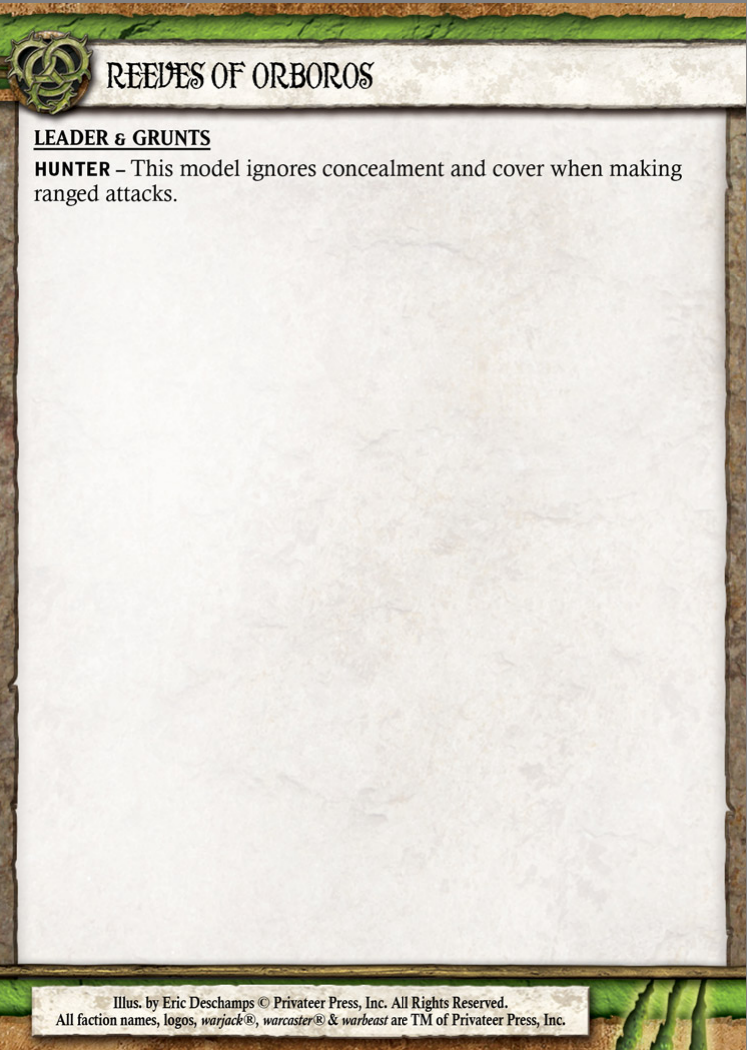 REEVES OF ORBOROS
LEADER & GRUNTS
HUNTER – This model ignores concealment and cover when making
ranged attacks.
Illus. by Eric Deschamps © Privateer Press, Inc. All Rights Reserved.
All faction names, logos, warjack®, warcaster® & warbeast are TM of Privateer Press, Inc.